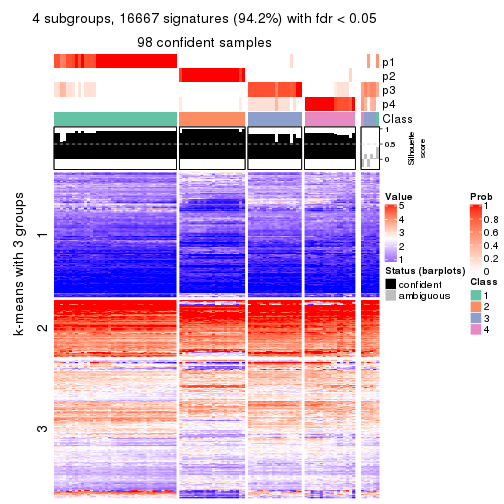 4 subgroups, 16667 signatures (94.2%) with fdr < 0.05
98 confident samples
p1
p2
p3
p4
Class
1
0.5
0
Silhouette
score
k-means with 3 groups
1
2
3
Value
5
4
3
2
1
Status (barplots)
confident
ambiguous
Prob
1
0.8
0.6
0.4
0.2
0
Class
1
2
3
4